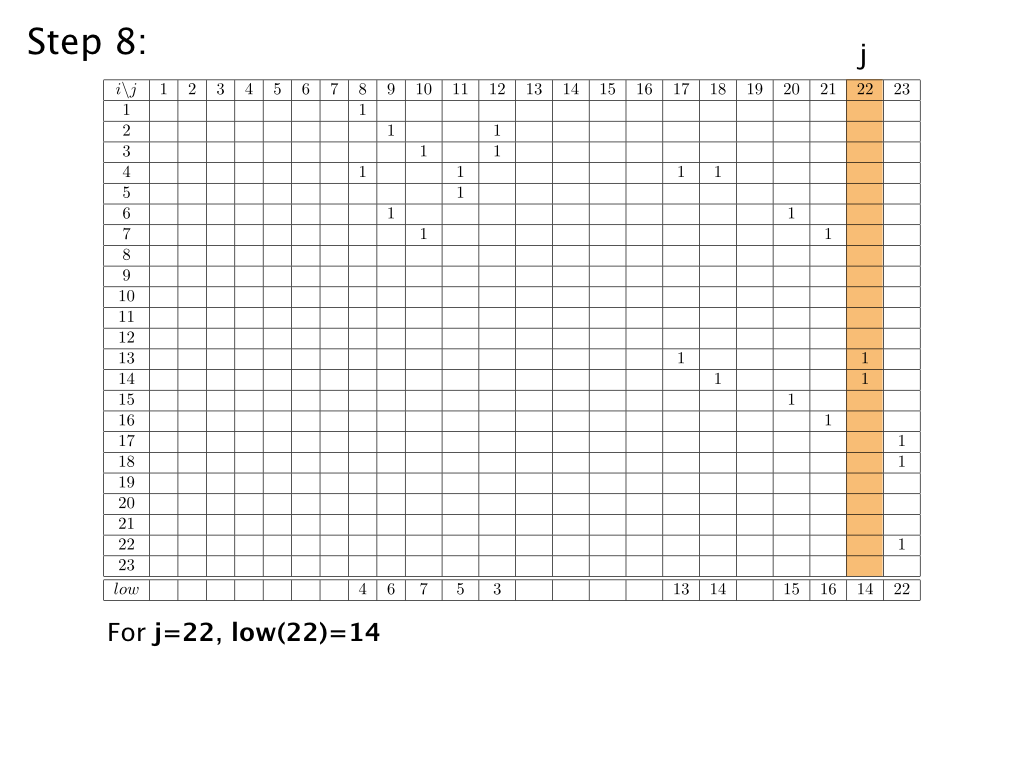 Step 8:
j
i\j 1 2 3 4 5 6 7 8 9 10 11 12 13 14 15 16 17 18 19 20 21 22 23
1 1
2 1 1
3 1 1
4 1 1 1 1
5 1
6 1 1
7 1 1
8
9
10
11
12
13 1 1
14 1 1
15 1
16 1
17 1
18 1
19
20
21
22 1
23
low 4 6 7 5 3 13 14 15 16 14 22
For j=22, low(22)=14